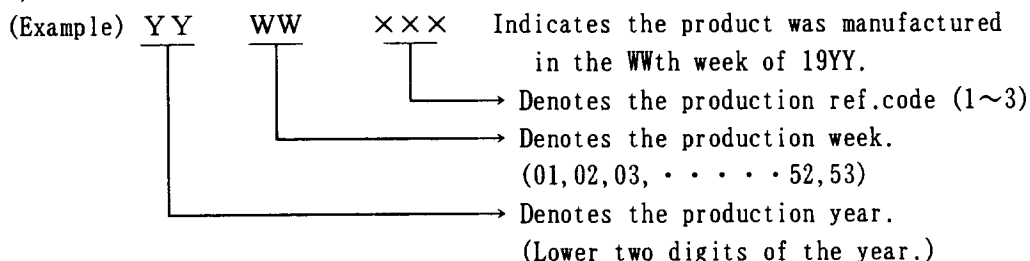 (Example) YY WW ××× Indicates the product was manufactured
in the WWth week of 19YY.
Denotes the production ref.code (1~3)
Denotes the production week.
(01,02,03, ・・・・・52,53)
Denotes the production year.
(Lower two digits of the year.)